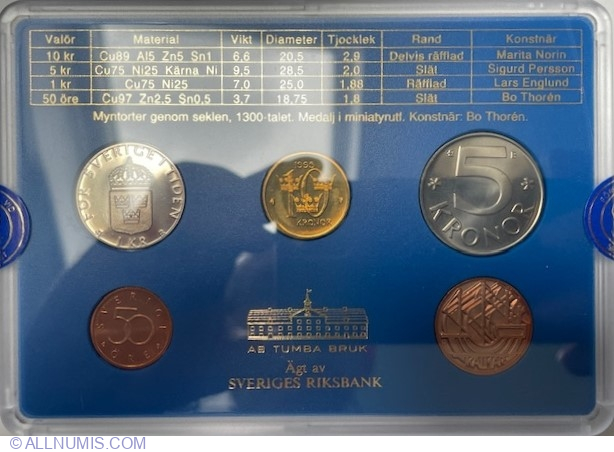 Valör Material Vikt Diameter Tjocklek Rand Konstnär
10 kr Cu89 Al5 Zn5 Sn1 6,6 20,5 2,9 Delvis räfflad Marita Norin
5 kr Cu75 Ni25 Kärna Ni 9,5 28,5 2,0 Slät Sigurd Persson
1 kr Cu75 Ni25 7,0 25,0 1,88 Räfflad Lars Englund
50 öre Cu97 Zn2,5 Sn0,5 3,7 18,75 1,8 Slät Bo Thorén
Myntorter genom seklen, 1300-talet. Medalj i miniatyrutf. Konstnär: Bo Thorén.
FÖR SVERIGE I TIDEN
1 KR
10
KRONOR
5
KRONOR
SVERIGE
50
ÖRE
AB TUMBA BRUK
Ägt av
SVERIGES RIKSBANK
© ALLNUMIS.COM